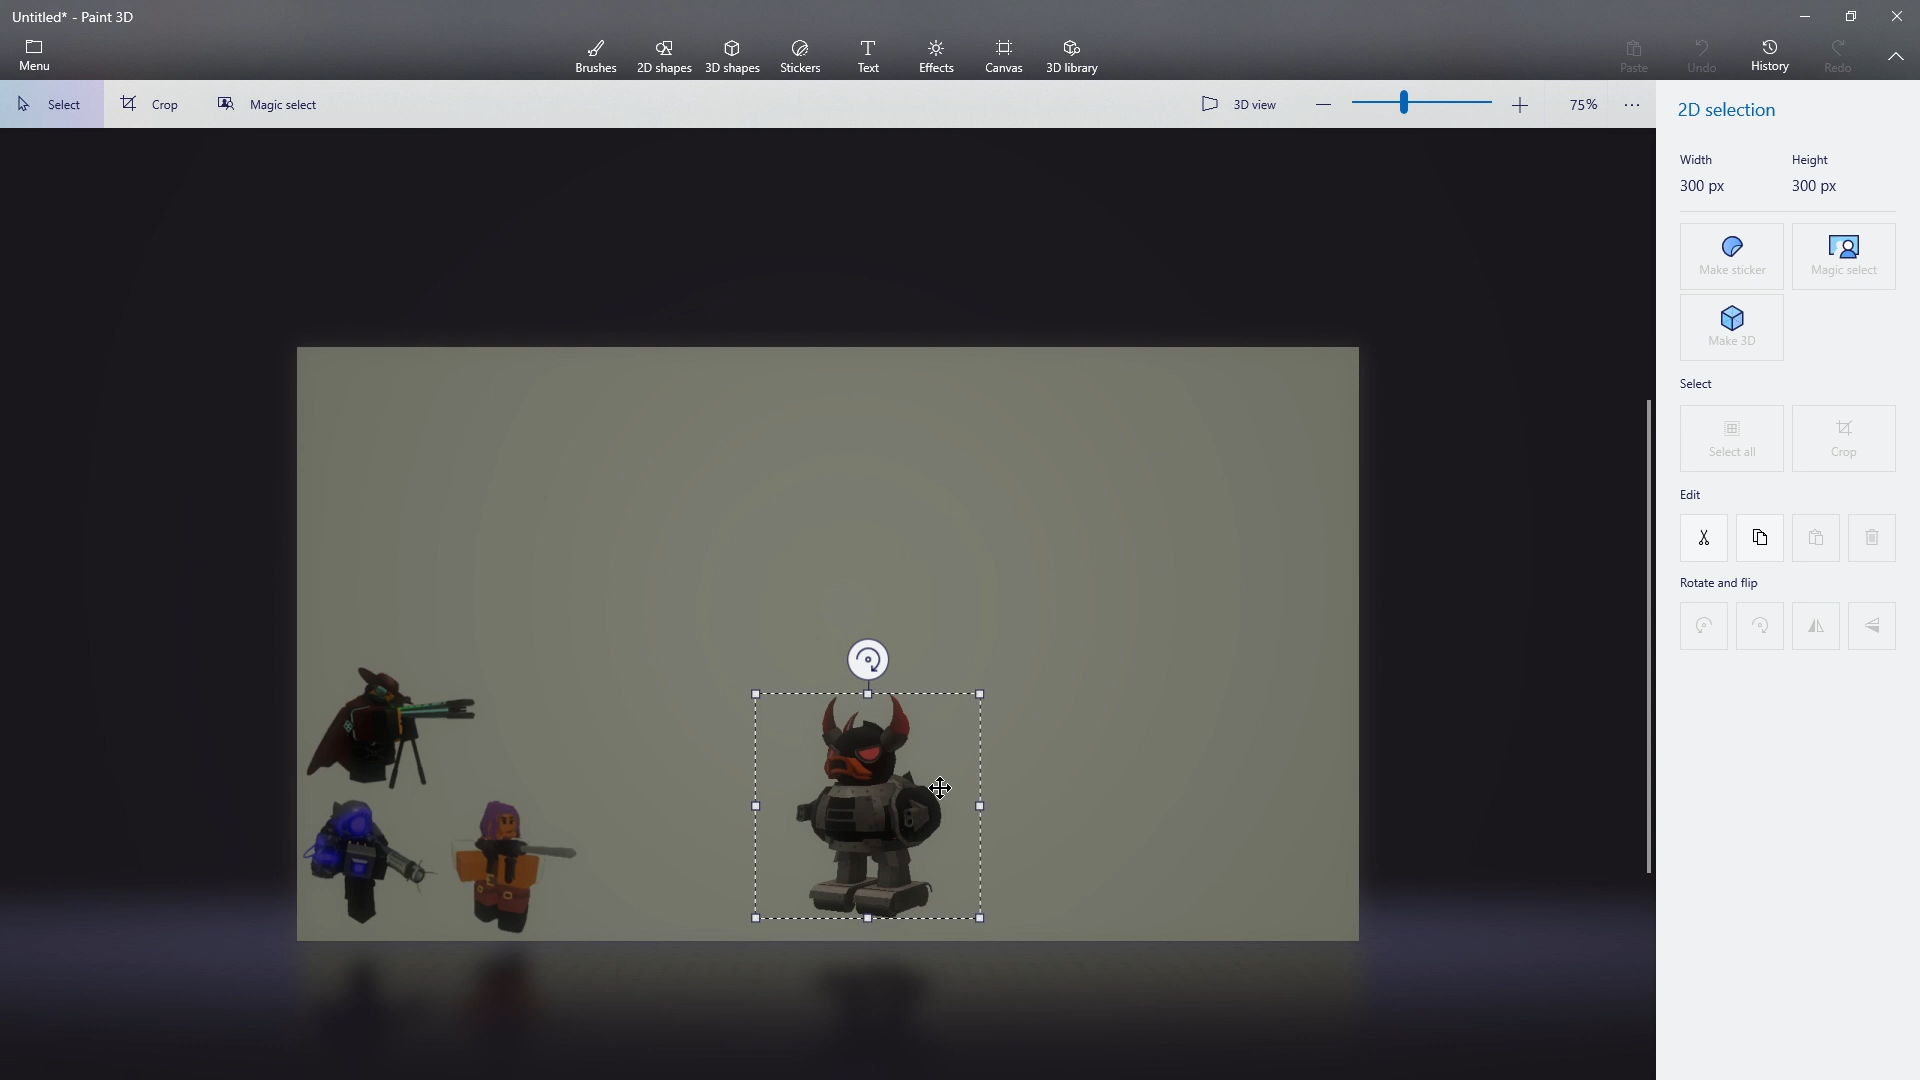 Untitled* - Paint 3D
Menu
Brushes
2D shapes
3D shapes
Stickers
Text
Effects
Canvas
3D library
Paste
Undo
History
Redo
Select
Crop
Magic select
3D view
75%
2D selection
Width
Height
300 px
300 px
Make sticker
Magic select
Make 3D
Select
Select all
Crop
Edit
Rotate and flip